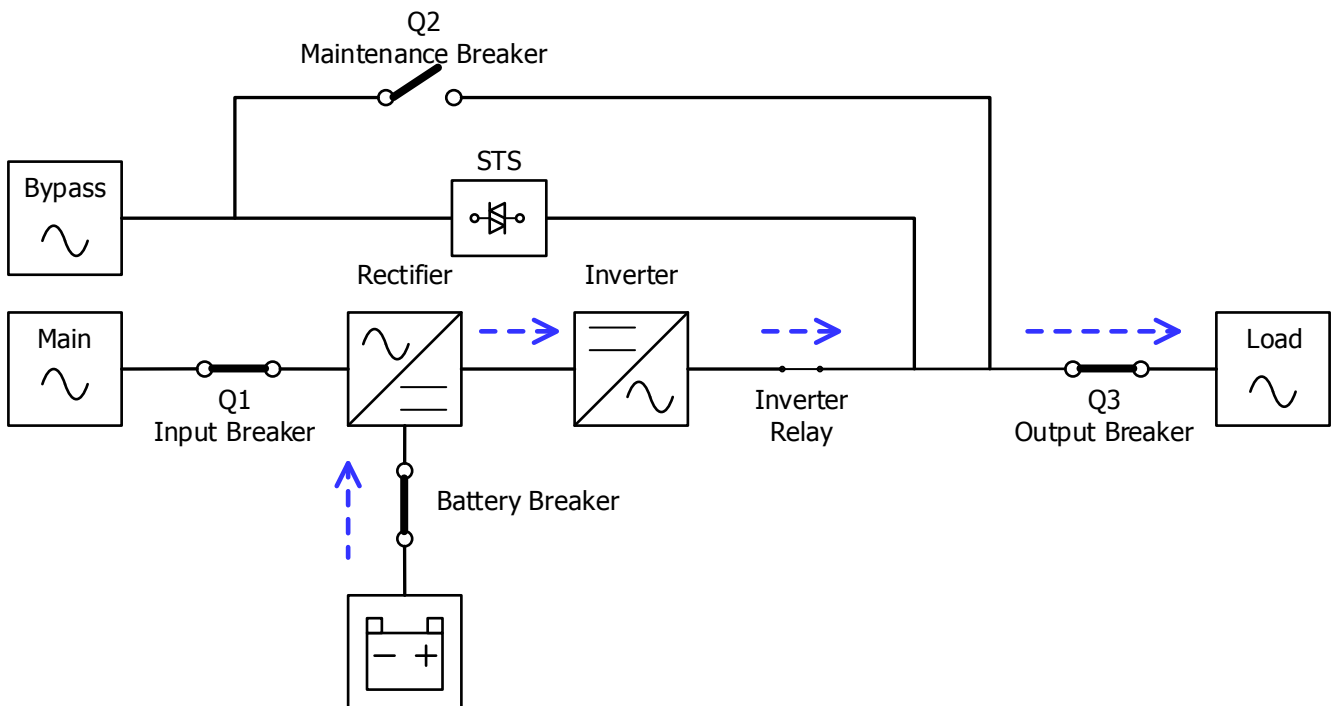 Q2
Maintenance Breaker
STS
Bypass
Rectifier
Inverter
Main
Load
Q1
Input Breaker
Inverter
Relay
Q3
Output Breaker
Battery Breaker